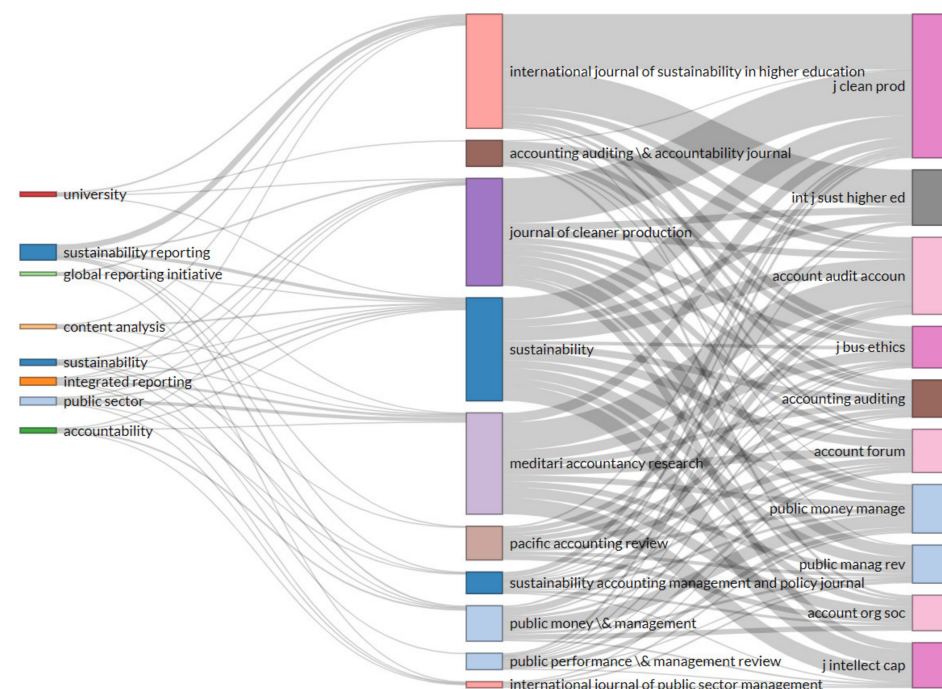 university
sustainability reporting
global reporting initiative
content analysis
sustainability
integrated reporting
public sector
accountability
international journal of sustainability in higher education
accounting auditing \& accountability journal
journal of cleaner production
sustainability
meditari accountancy research
pacific accounting review
sustainability accounting management and policy journal
public money \& management
public performance \& management review
international journal of public sector management
j clean prod
int j sust higher ed
account audit accoun
j bus ethics
accounting auditing
account forum
public money manage
public manag rev
account org soc
j intellect cap